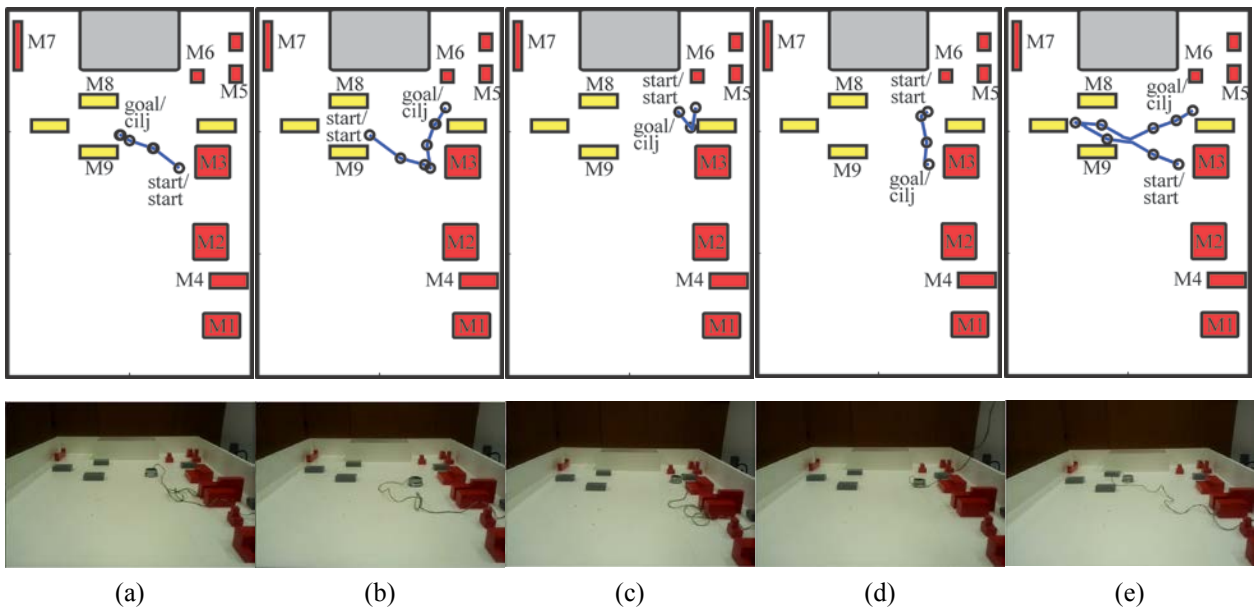 M7
M6
M8
M5
goal/
cilj
M9
M3
start/
start
M2
M4
M1
M7
M6
M8
M5
goal/
cilj
start/
start
M9
M3
M2
M4
M1
M7
M6
M8
start/
start
M5
goal/
cilj
M9
M3
M2
M4
M1
M7
M6
M8
start/
start
M5
M9
M3
goal/
cilj
M2
M4
M1
M7
M6
M8
M5
goal/
cilj
M9
M3
start/
start
M2
M4
M1
(a)
(b)
(c)
(d)
(e)